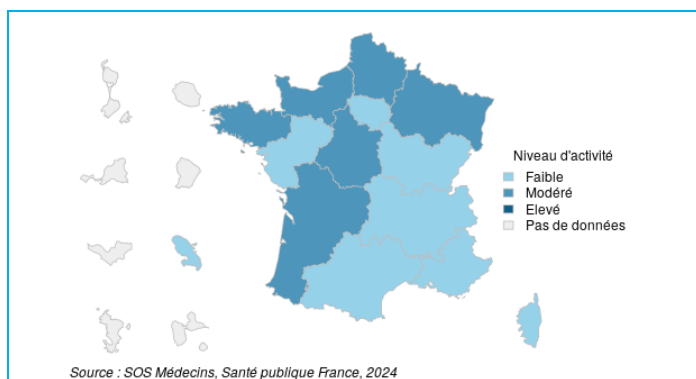 Niveau d'activité
Faible
Modéré
Elevé
Pas de données
Source : SOS Médecins, Santé publique France, 2024